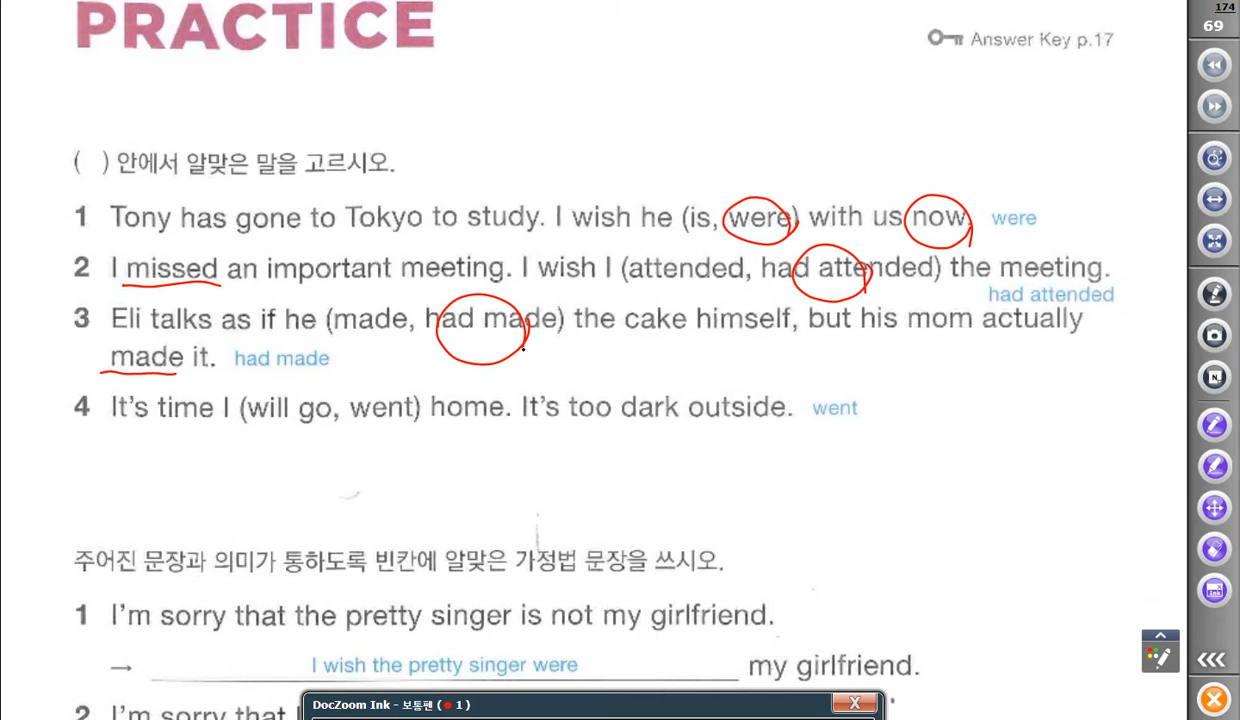 PRACTICE
Answer Key p.17
174
69
( ) 안에서 알맞은 말을 고르시오.
1 Tony has gone to Tokyo to study. I wish he (is, were) with us now. were
2 I missed an important meeting. I wish I (attended, had attended) the meeting.
had attended
3 Eli talks as if he (made, had made) the cake himself, but his mom actually
made it. had made
4 It's time I (will go, went) home. It's too dark outside. went
주어진 문장과 의미가 통하도록 빈칸에 알맞은 가정법 문장을 쓰시오.
1 I'm sorry that the pretty singer is not my girlfriend.
→ I wish the pretty singer were my girlfriend.
2 I'm sorry that
DocZoom Ink - 보통펜 ( 1 )